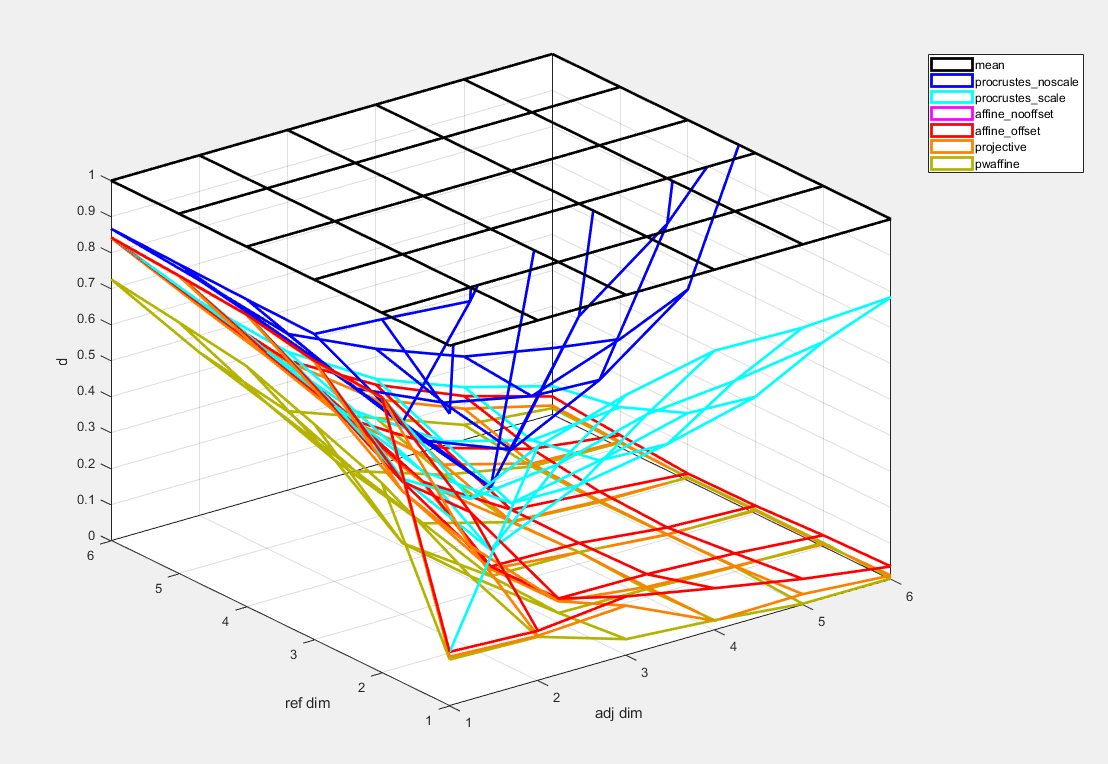 mean
procrustes_noscale
procrustes_scale
affine_nooffset
affine_offset
projective
pwaffine
1
0.9
0.8
0.7
0.6
0.5
0.4
0.3
0.2
0.1
0
d
6
5
4
3
2
1
ref dim
1
2
3
4
5
6
adj dim